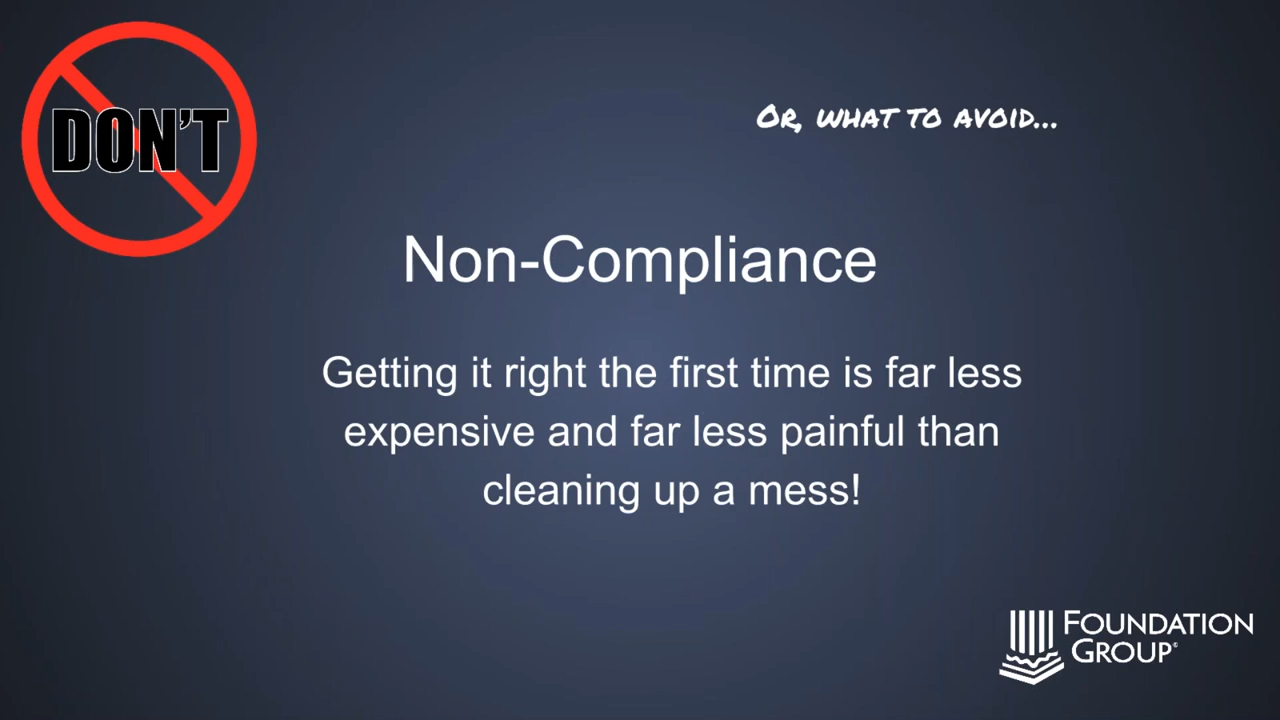 DON'T
Or, what to avoid...
Non-Compliance
Getting it right the first time is far less
expensive and far less painful than
cleaning up a mess!
FOUNDATION
GROUP®